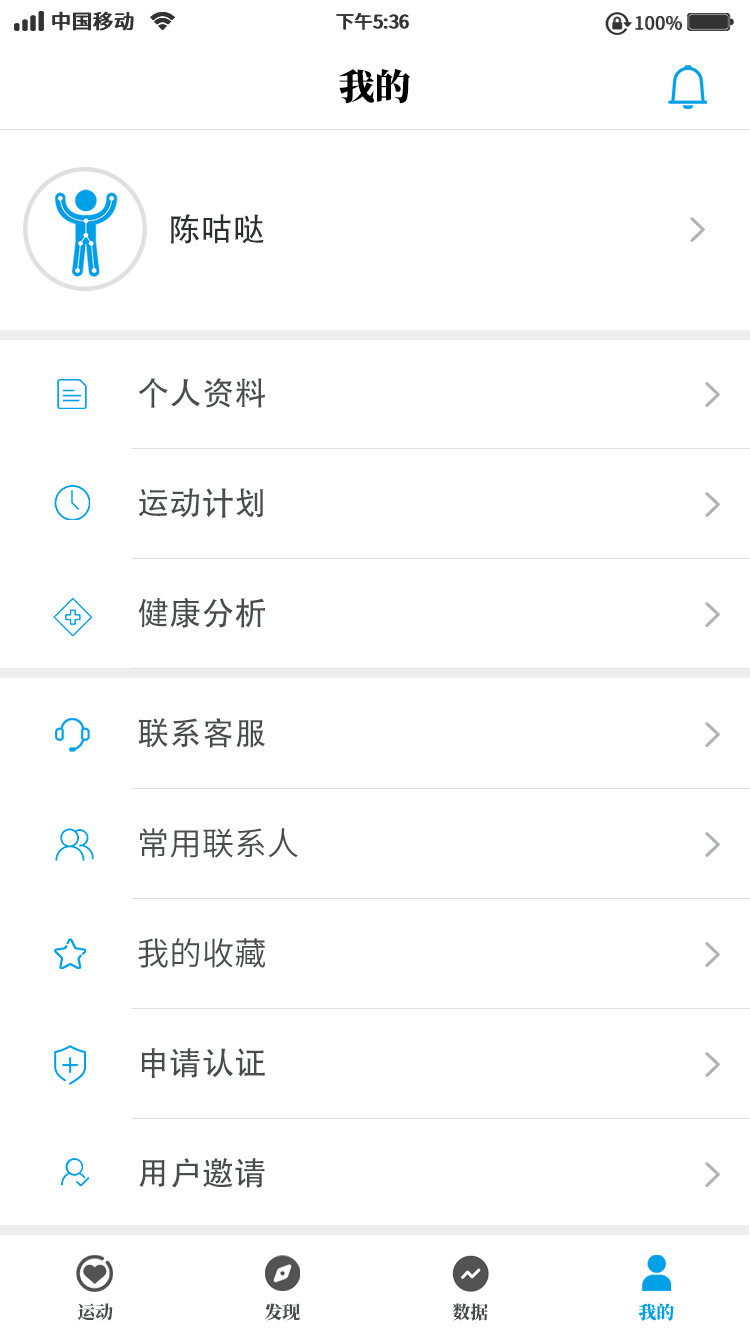 中国移动 下午5:36 100%
我的
陈咕哒
个人资料
运动计划
健康分析
联系客服
常用联系人
我的收藏
申请认证
用户邀请
运动 发现 数据 我的